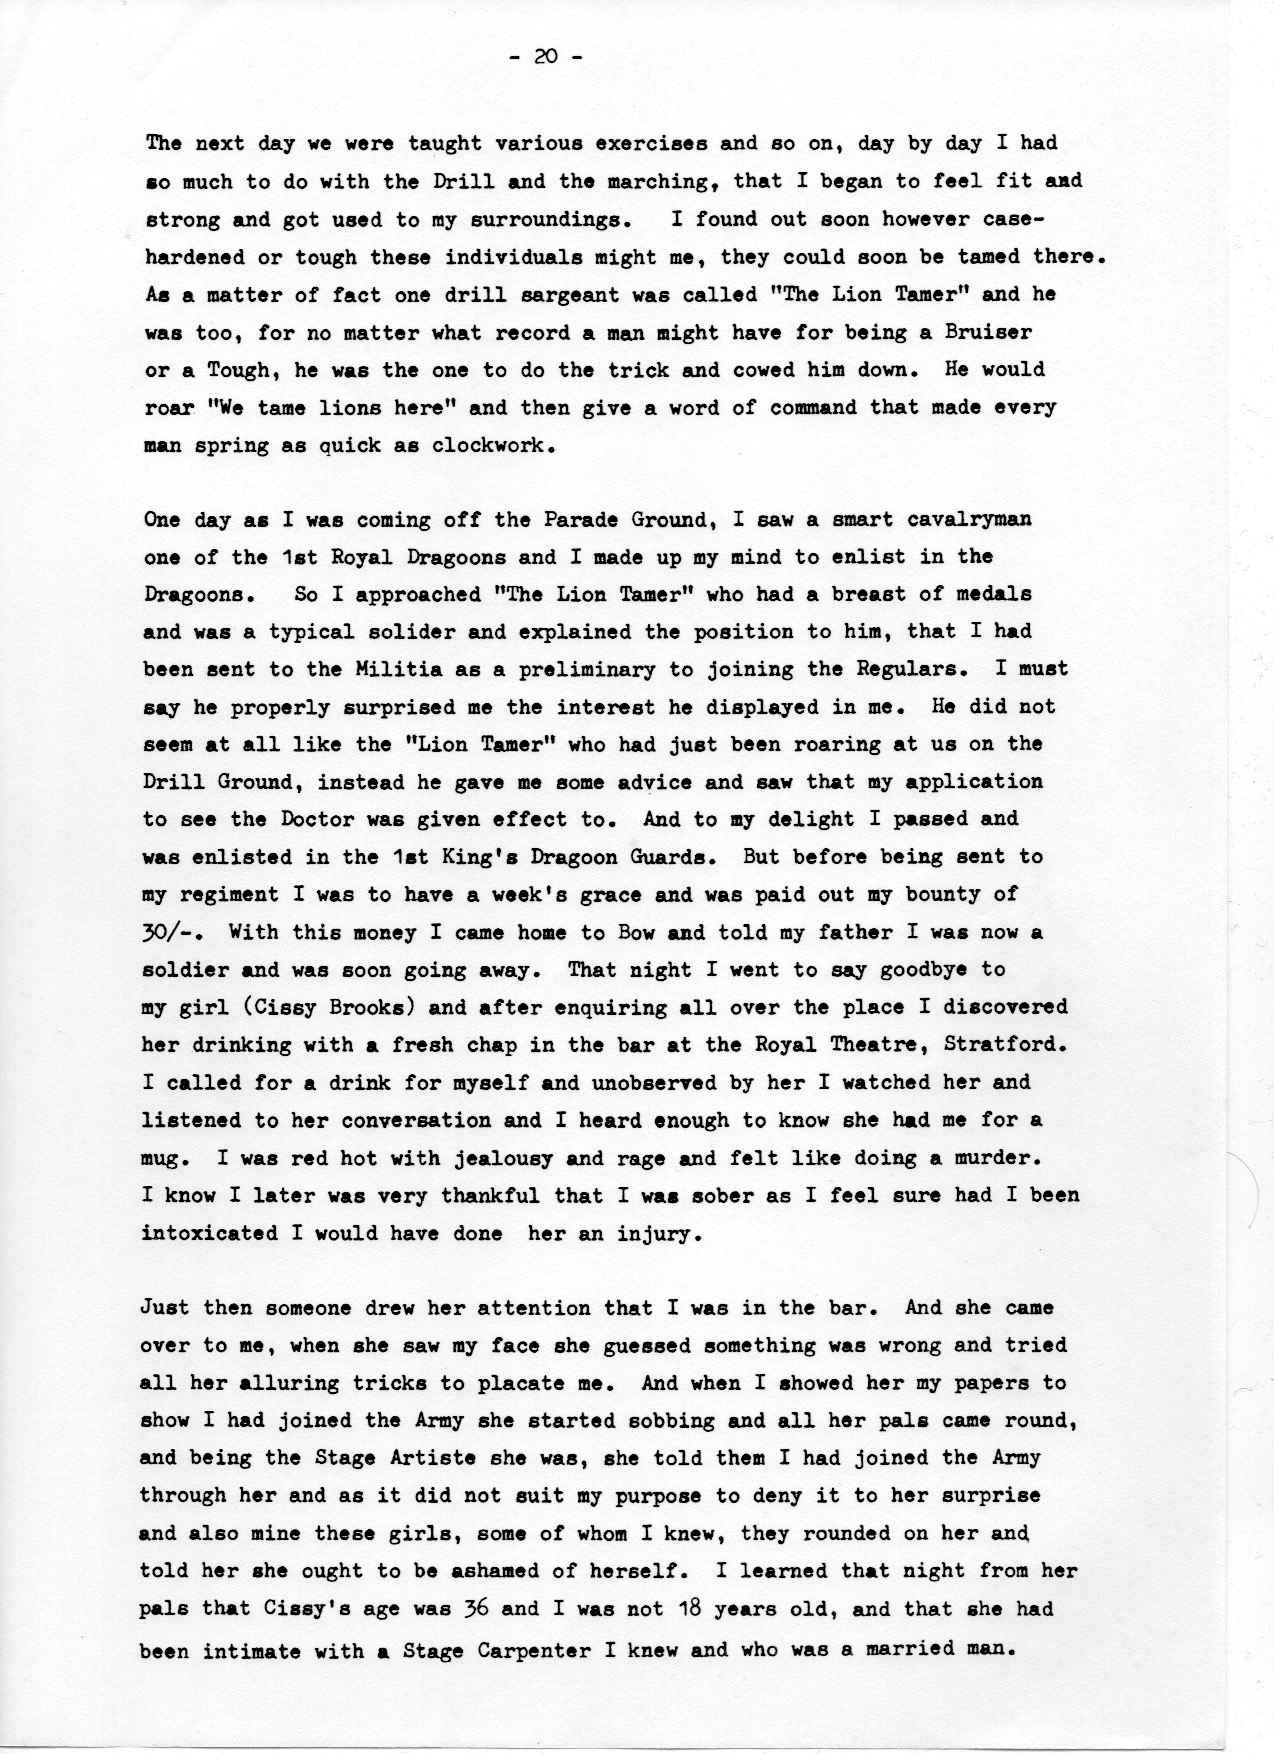 - 20 -
The next day we were taught various exercises and so on, day by day I had
so much to do with the Drill and the marching, that I began to feel fit and
strong and got used to my surroundings. I found out soon however case-
hardened or tough these individuals might me, they could soon be tamed there.
As a matter of fact one drill sargeant was called "The Lion Tamer" and he
was too, for no matter what record a man might have for being a Bruiser
or a Tough, he was the one to do the trick and cowed him down. He would
roar "We tame lions here" and then give a word of command that made every
man spring as quick as clockwork.
One day as I was coming off the Parade Ground, I saw a smart cavalryman
one of the 1st Royal Dragoons and I made up my mind to enlist in the
Dragoons. So I approached "The Lion Tamer" who had a breast of medals
and was a typical solider and explained the position to him, that I had
been sent to the Militia as a preliminary to joining the Regulars. I must
say he properly surprised me the interest he displayed in me. He did not
seem at all like the "Lion Tamer" who had just been roaring at us on the
Drill Ground, instead he gave me some advice and saw that my application
to see the Doctor was given effect to. And to my delight I passed and
was enlisted in the 1st King's Dragoon Guards. But before being sent to
my regiment I was to have a week's grace and was paid out my bounty of
30/-. With this money I came home to Bow and told my father I was now a
soldier and was soon going away. That night I went to say goodbye to
my girl (Cissy Brooks) and after enquiring all over the place I discovered
her drinking with a fresh chap in the bar at the Royal Theatre, Stratford.
I called for a drink for myself and unobserved by her I watched her and
listened to her conversation and I heard enough to know she had me for a
mug. I was red hot with jealousy and rage and felt like doing a murder.
I know I later was very thankful that I was sober as I feel sure had I been
intoxicated I would have done her an injury.
Just then someone drew her attention that I was in the bar. And she came
over to me, when she saw my face she guessed something was wrong and tried
all her alluring tricks to placate me. And when I showed her my papers to
show I had joined the Army she started sobbing and all her pals came round,
and being the Stage Artiste she was, she told them I had joined the Army
through her and as it did not suit my purpose to deny it to her surprise
and also mine these girls, some of whom I knew, they rounded on her and
told her she ought to be ashamed of herself. I learned that night from her
pals that Cissy's age was 36 and I was not 18 years old, and that she had
been intimate with a Stage Carpenter I knew and who was a married man.